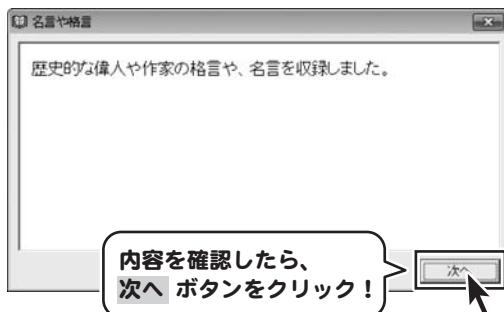 名言や格言
歴史的な偉人や作家の格言や、名言を収録しました。
内容を確認したら、
次へ ボタンをクリック!
次へ